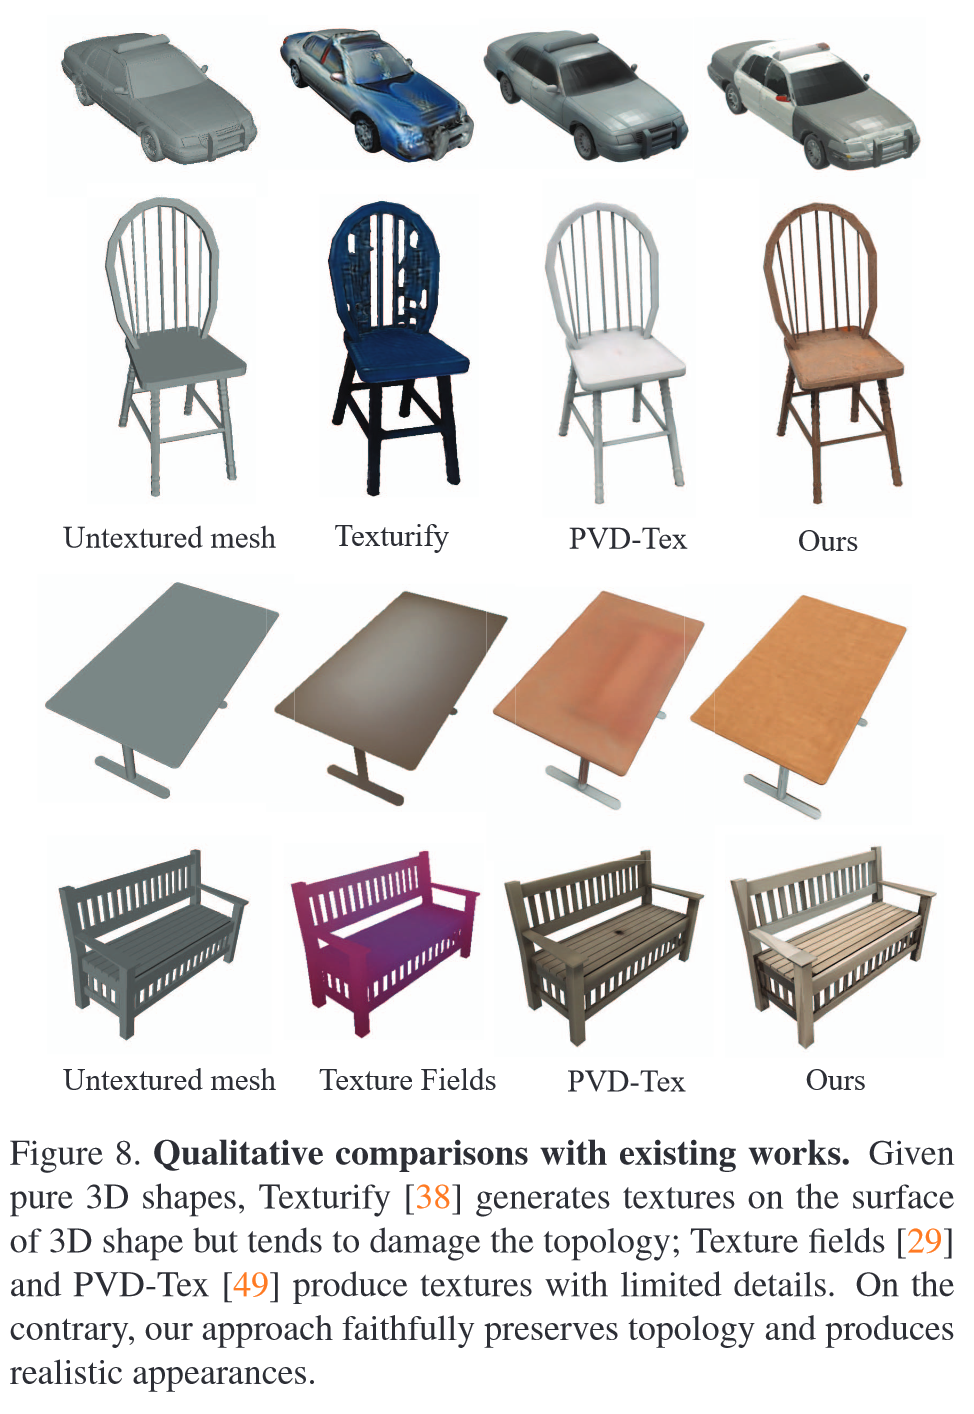 Untextured mesh Texturify PVD-Tex Ours
Untextured mesh Texture Fields PVD-Tex Ours
Figure 8. Qualitative comparisons with existing works. Given
pure 3D shapes, Texturify [38] generates textures on the surface
of 3D shape but tends to damage the topology; Texture fields [29]
and PVD-Tex [49] produce textures with limited details. On the
contrary, our approach faithfully preserves topology and produces
realistic appearances.